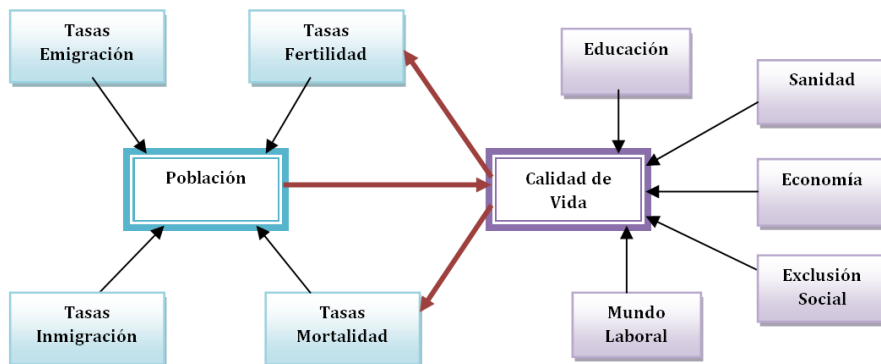 Tasas
Emigración
Tasas
Fertilidad
Educación
Sanidad
Población
Calidad de
Vida
Economía
Tasas
Inmigración
Tasas
Mortalidad
Mundo
Laboral
Exclusión
Social